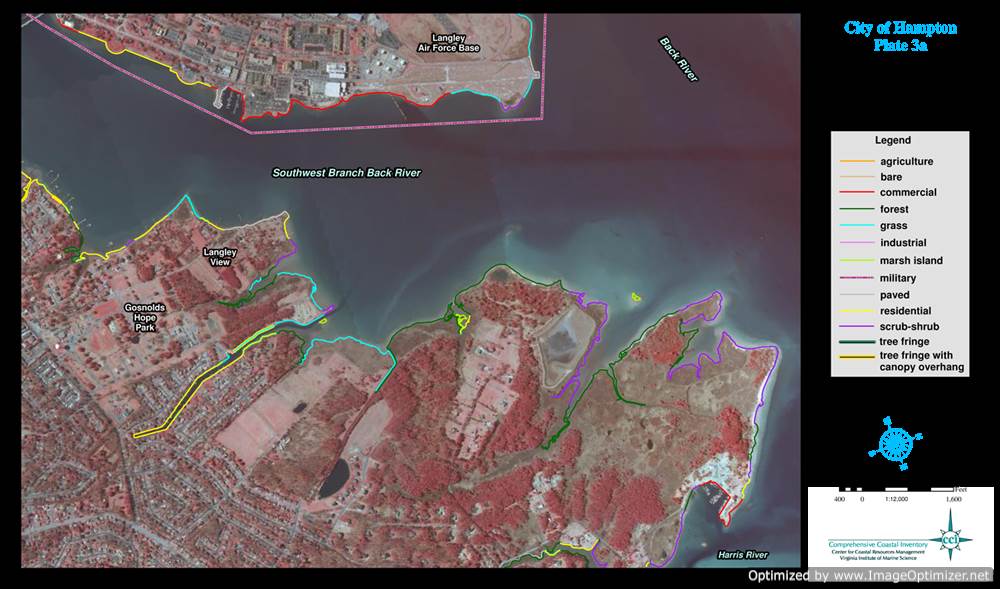 City of Hampton
Plate 3a
Langley
Air Force Base
Back River
Southwest Branch Back River
Langley
View
Gosnolds
Hope
Park
Harris River
Legend
agriculture
bare
commercial
forest
grass
industrial
marsh island
military
paved
residential
scrub-shrub
tree fringe
tree fringe with
canopy overhang
Feet
400 0 1:12,000 1,600
Comprehensive Coastal Inventory
Center for Coastal Resources Management
Virginia Institute of Marine Science
cci
Optimized by www.ImageOptimizer.net